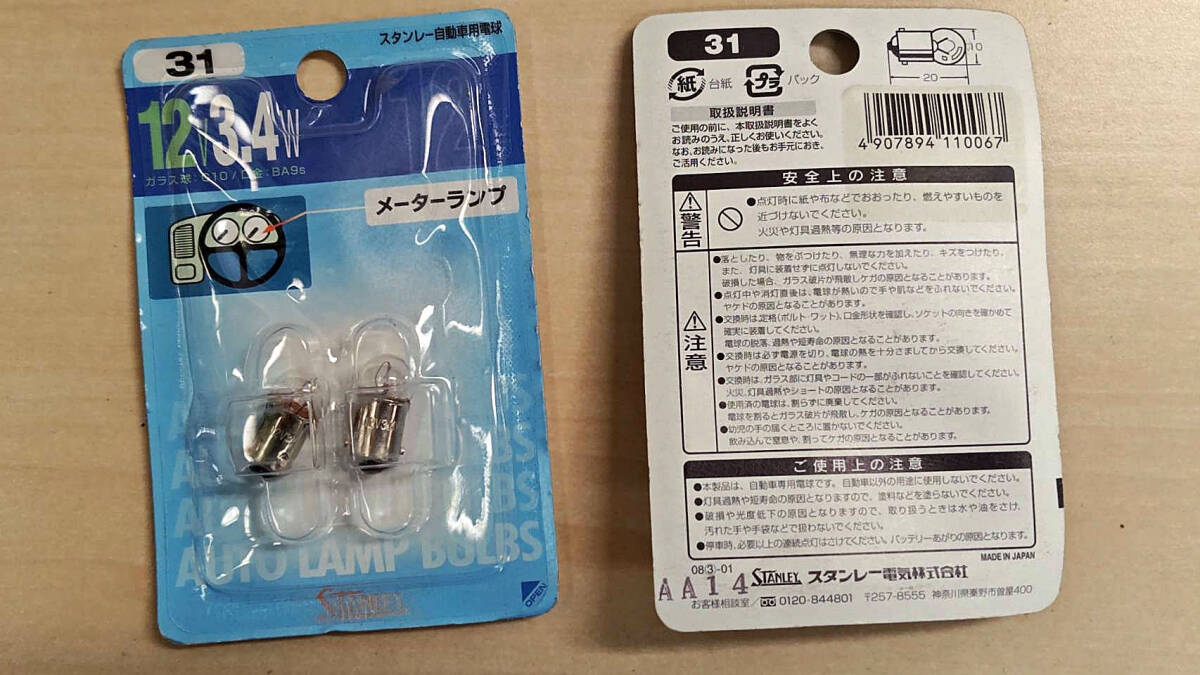 31
スタンレー自動車用電球
12V3.4W
ガラス球:G10/口金:BA9s
メーターランプ
AUTO LAMP BULBS
STANLEY
OPEN
31
紙 台紙 プラ パック
10
20
取扱説明書
ご使用の前に、本取扱説明書をよく
お読みのうえ、正しくお使いください。
なお、お読みになった後もお手元におき、
ご活用ください。
4 907894 110067
安全上の注意
警告
●点灯時に紙や布などでおおったり、燃えやすいものを
近づけないでください。
火災や灯具過熱等の原因となります。
注意
●落としたり、物をぶつけたり、無理な力を加えたり、キズをつけたり、
また、灯具に装着せずに点灯しないでください。
破損した場合、ガラス破片が飛散しケガの原因となることがあります。
●点灯中や消灯直後は、電球が熱いので手や肌などをふれないでください。
ヤケドの原因となることがあります。
●交換時は、定格(ボルト・ワット)、口金形状を確認し、ソケットの向きを確かめて
確実に装着してください。
電球の脱落、過熱や短寿命の原因となることがあります。
●交換時は必ず電源を切り、電球の熱を十分さましてから交換してください。
ヤケドの原因となることがあります。
●交換時は、ガラス部に灯具やコードの一部がふれないことを確認してください。
火災、灯具過熱やショートの原因となることがあります。
●使用済の電球は、割らずに廃棄してください。
電球を割るとガラス破片が飛散し、ケガの原因となることがあります。
●幼児の手の届くところに置かないでください。
飲み込んで窒息や、割ってケガの原因となることがあります。
ご使用上の注意
●本製品は、自動車専用電球です。自動車以外の用途に使用しないでください。
●灯具過熱や短寿命の原因となりますので、塗料などを塗らないでください。
●破損や光度低下の原因となりますので、取り扱うときは水や油をさけ、
汚れた手や手袋などで扱わないでください。
●停車時、必要以上の連続点灯はさけてください。バッテリーあがりの原因となります。
MADE IN JAPAN
08(3)-01
AA14
STANLEY スタンレー電気株式会社
お客様相談室/0120-844801 〒257-8555 神奈川県秦野市曽屋400